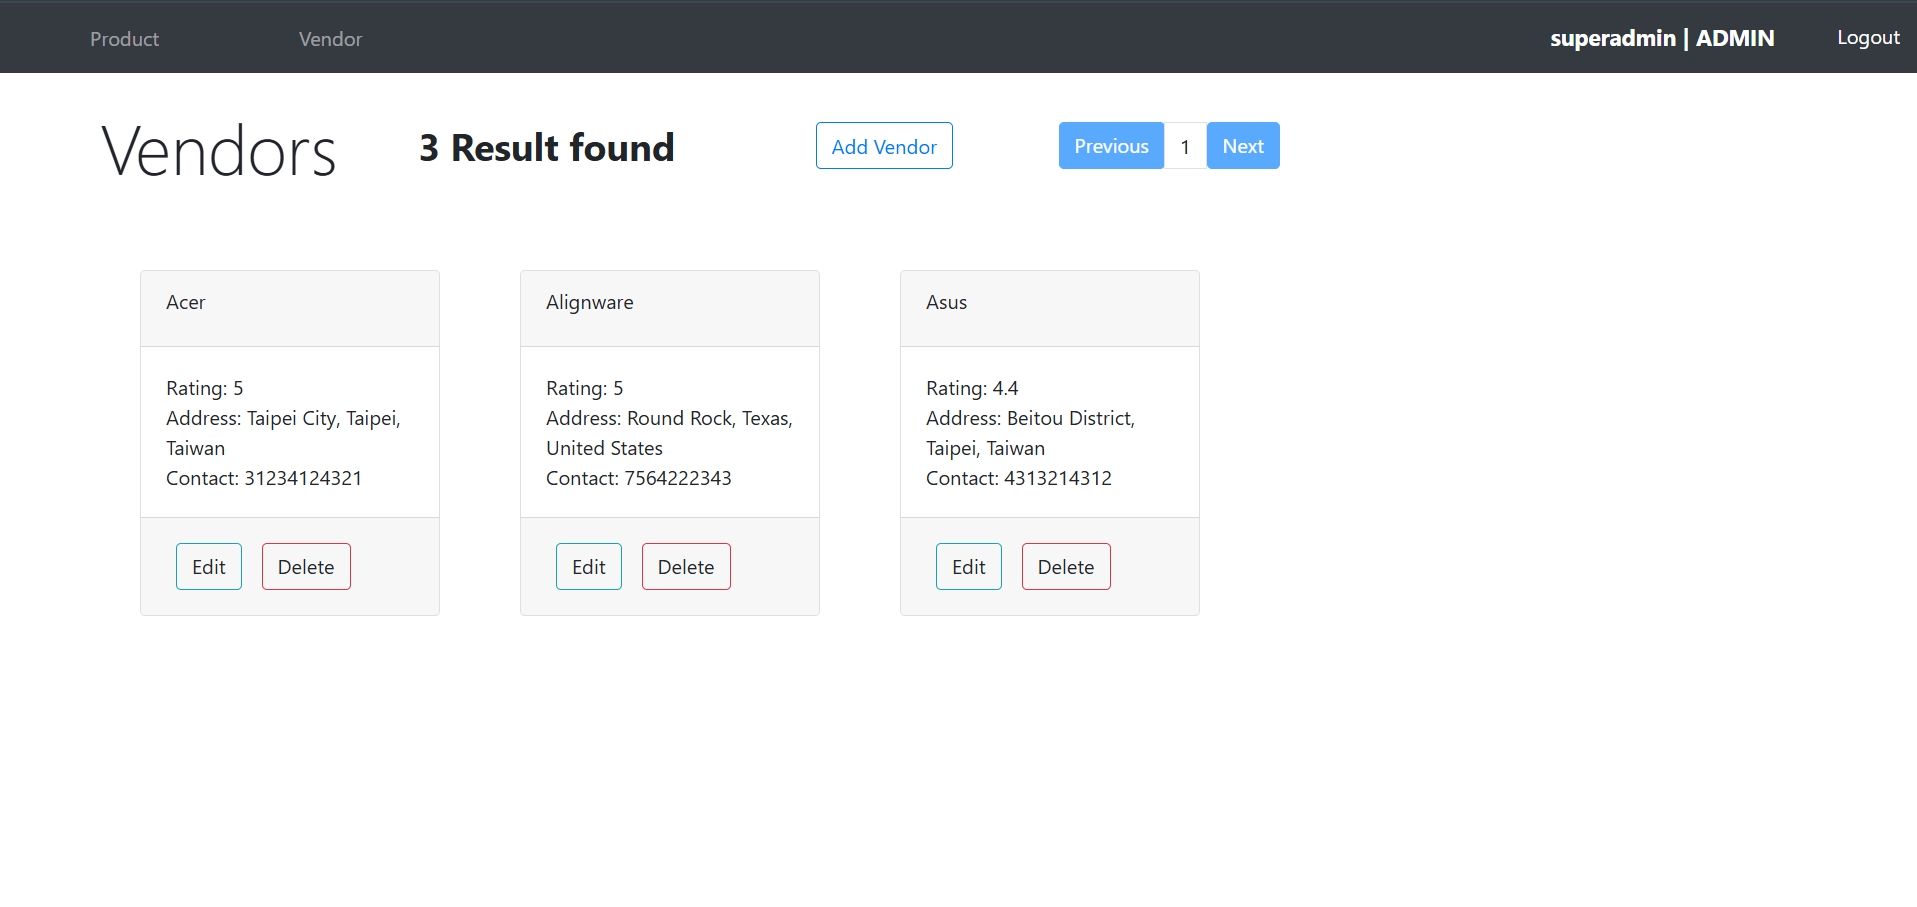 Product Vendor superadmin | ADMIN Logout
Vendors 3 Result found Add Vendor Previous 1 Next
Acer
Rating: 5
Address: Taipei City, Taipei,
Taiwan
Contact: 31234124321
Edit Delete
Alignware
Rating: 5
Address: Round Rock, Texas,
United States
Contact: 7564222343
Edit Delete
Asus
Rating: 4.4
Address: Beitou District,
Taipei, Taiwan
Contact: 4313214312
Edit Delete